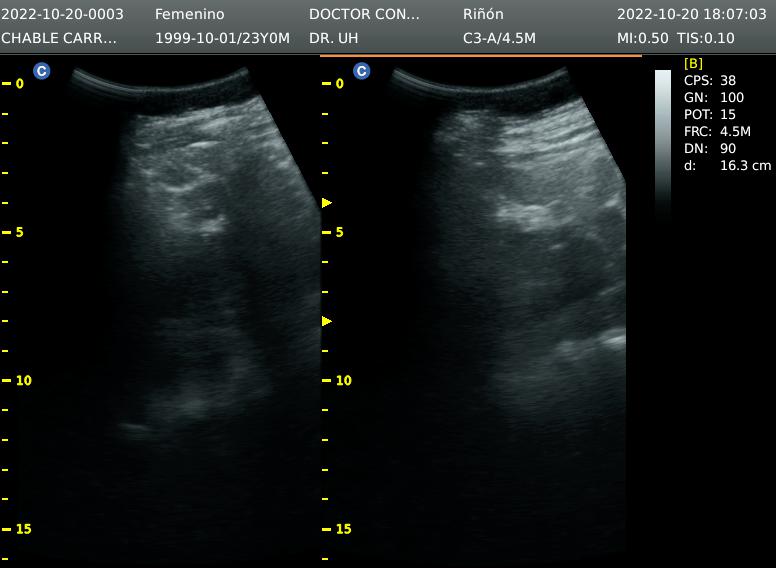 2022-10-20-0003 Femenino DOCTOR CON... Riñón 2022-10-20 18:07:03
CHABLE CARR... 1999-10-01/23Y0M DR. UH C3-A/4.5M MI:0.50 TIS:0.10
C C [B]
0 0 CPS: 38
GN: 100
POT: 15
FRC: 4.5M
DN: 90
d: 16.3 cm
5 5
10 10
15 15